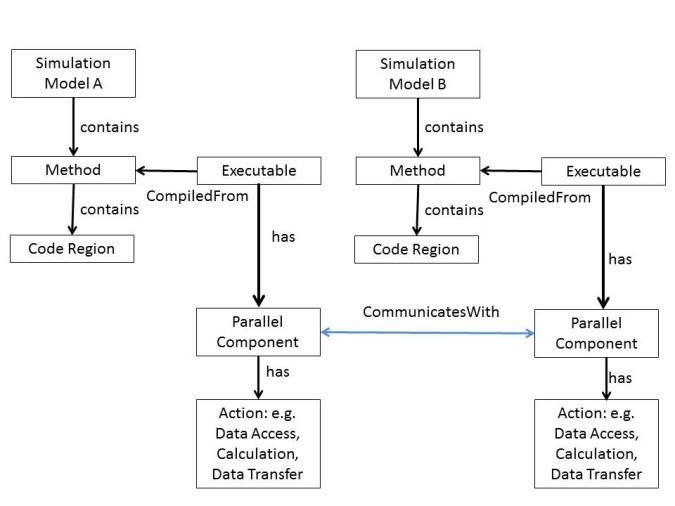 Simulation
Model A
contains
Method
Executable
CompiledFrom
contains
Code Region
has
Parallel
Component
has
Action: e.g.
Data Access,
Calculation,
Data Transfer
CommunicatesWith
Simulation
Model B
contains
Method
Executable
CompiledFrom
contains
Code Region
has
Parallel
Component
has
Action: e.g.
Data Access,
Calculation,
Data Transfer